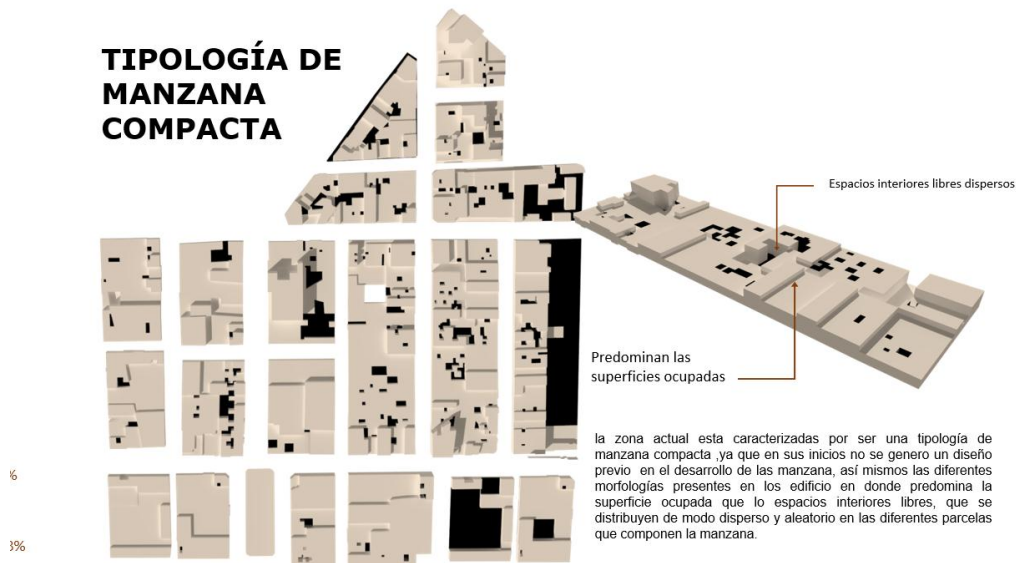 TIPOLOGÍA DE
MANZANA
COMPACTA
Espacios interiores libres dispersos
Predominan las
superficies ocupadas
la zona actual esta caracterizadas por ser una tipología de
manzana compacta ,ya que en sus inicios no se genero un diseño
previo en el desarrollo de las manzana, así mismos las diferentes
morfologías presentes en los edificio en donde predomina la
superficie ocupada que lo espacios interiores libres, que se
distribuyen de modo disperso y aleatorio en las diferentes parcelas
que componen la manzana.
%